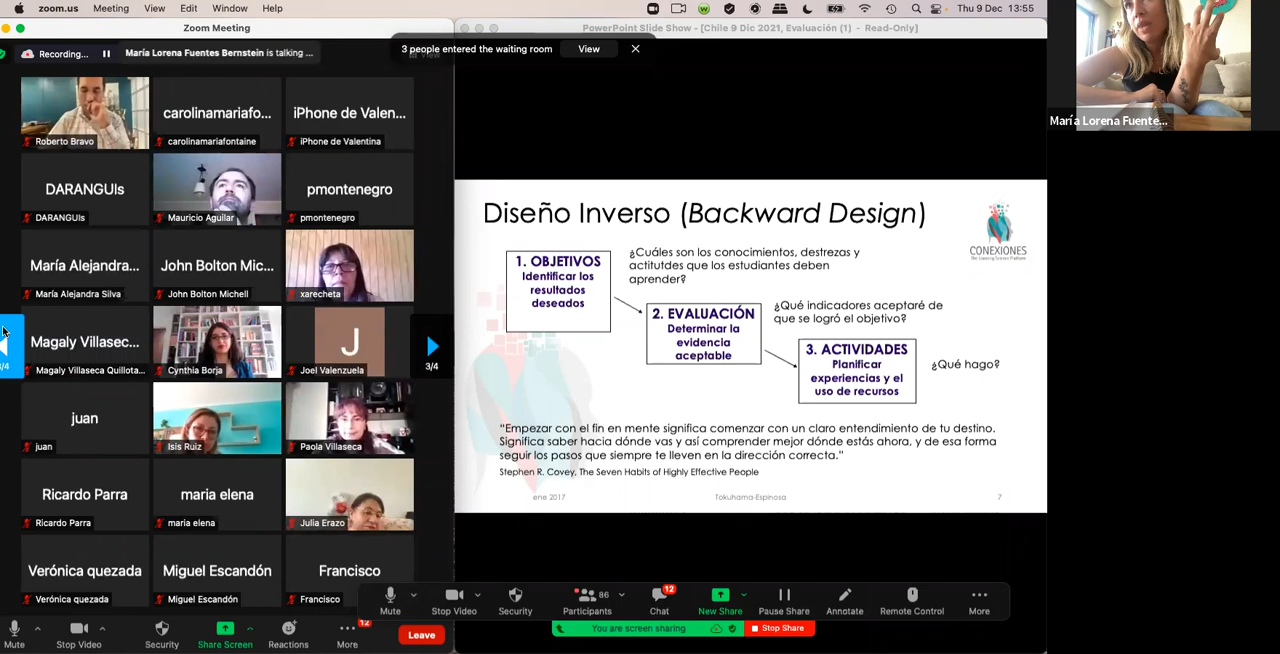 zoom.us Meeting View Edit Window Help
Thu 9 Dec 13:55
Zoom Meeting
PowerPoint Slide Show - [Chile 9 Dic 2021, Evaluación (1) - Read-Only]
Recording...
María Lorena Fuentes Bernstein is talking ...
3 people entered the waiting room
View
View
Roberto Bravo
carolinamariafo...
carolinamariafontaine
iPhone de Valen...
iPhone de Valentina
DARANGUIs
DARANGUIs
Mauricio Aguilar
pmontenegro
pmontenegro
María Alejandra...
María Alejandra Silva
John Bolton Mic...
John Bolton Michell
xarecheta
Magaly Villasec...
Magaly Villaseca Quillota...
Cynthia Borja
J
Joel Valenzuela
3/4
3/4
juan
juan
Isis Ruiz
Paola Villaseca
Ricardo Parra
Ricardo Parra
maria elena
maria elena
Julia Erazo
Verónica quezada
Verónica quezada
Miguel Escandón
Miguel Escandón
Francisco
Francisco
Mute
Stop Video
Security
Share Screen
Reactions
12
More
Leave
María Lorena Fuente...
Diseño Inverso (Backward Design)
CONEXIONES
The Learning Science Platform
1. OBJETIVOS
Identificar los
resultados
deseados
¿Cuáles son los conocimientos, destrezas y
actitutdes que los estudiantes deben
aprender?
2. EVALUACIÓN
Determinar la
evidencia
aceptable
¿Qué indicadores aceptaré de
que se logró el objetivo?
3. ACTIVIDADES
Planificar
experiencias y el
uso de recursos
¿Qué hago?
"Empezar con el fin en mente significa comenzar con un claro entendimiento de tu destino.
Significa saber hacia dónde vas y así comprender mejor dónde estás ahora, y de esa forma
seguir los pasos que siempre te lleven en la dirección correcta."
Stephen R. Covey, The Seven Habits of Highly Effective People
ene 2017
Tokuhama-Espinosa
7
Mute
Stop Video
Security
86
Participants
12
Chat
New Share
Pause Share
Annotate
Remote Control
More
You are screen sharing
Stop Share